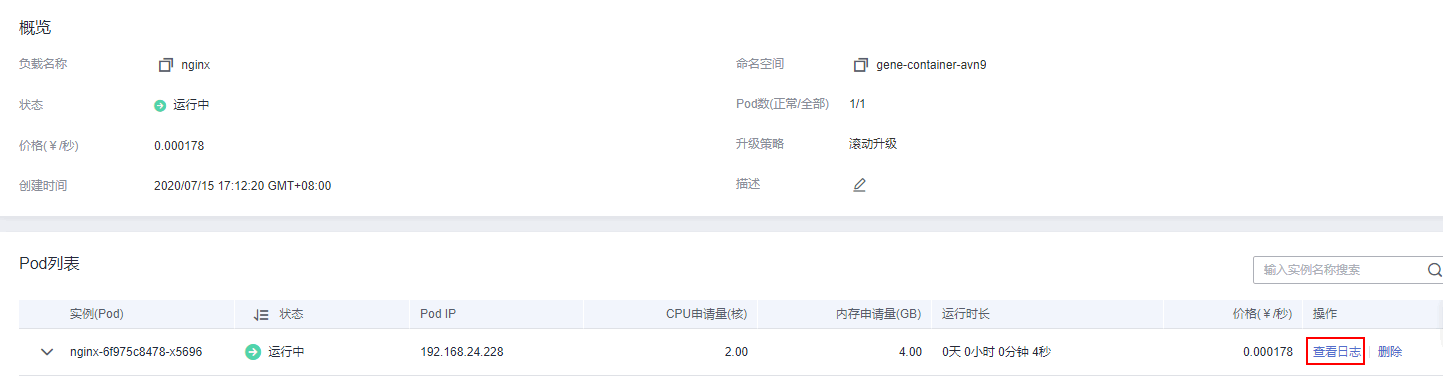 概览
负载名称 nginx 命名空间 gene-container-avn9
状态 运行中 Pod数(正常/全部) 1/1
价格(￥/秒) 0.000178 升级策略 滚动升级
创建时间 2020/07/15 17:12:20 GMT+08:00 描述
Pod列表
输入实例名称搜索
实例(Pod) 状态 Pod IP CPU申请量(核) 内存申请量(GB) 运行时长 价格(￥/秒) 操作
nginx-6f975c8478-x5696 运行中 192.168.24.228 2.00 4.00 0天 0小时 0分钟 4秒 0.000178 查看日志 删除